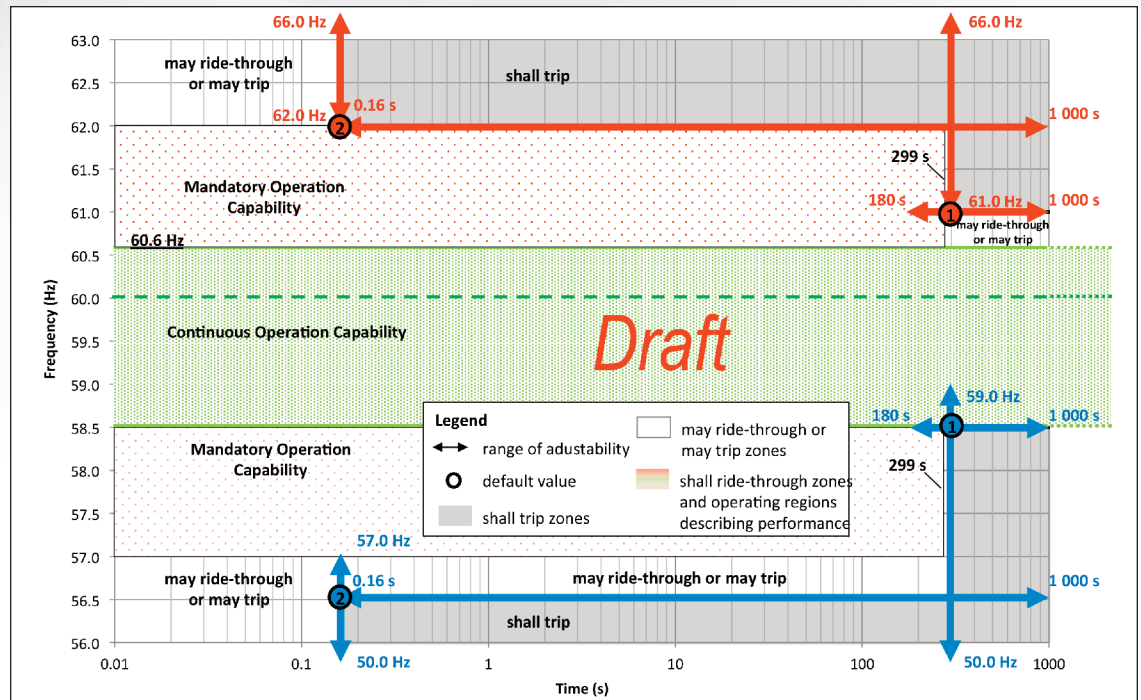 66.0 Hz
66.0 Hz
63.0
may ride-through
or may trip
shall trip
62.5
0.16 s
62.0 Hz
1 000 s
62.0
2
299 s
61.5
Mandatory Operation
Capability
180 s
61.0 Hz
1 000 s
61.0
1
may ride-through
or may trip
60.6 Hz
60.5
60.0
Continuous Operation Capability
Draft
59.5
59.0
59.0 Hz
180 s
1 000 s
58.5
1
Legend
range of adustability
default value
shall trip zones
may ride-through or
may trip zones
shall ride-through zones
and operating regions
describing performance
Mandatory Operation
Capability
58.0
299 s
57.5
57.0 Hz
57.0
may ride-through
or may trip
0.16 s
may ride-through or may trip
1 000 s
56.5
2
shall trip
56.0
50.0 Hz
50.0 Hz
0.01
0.1
1
10
100
1000
Time (s)
Frequency (Hz)